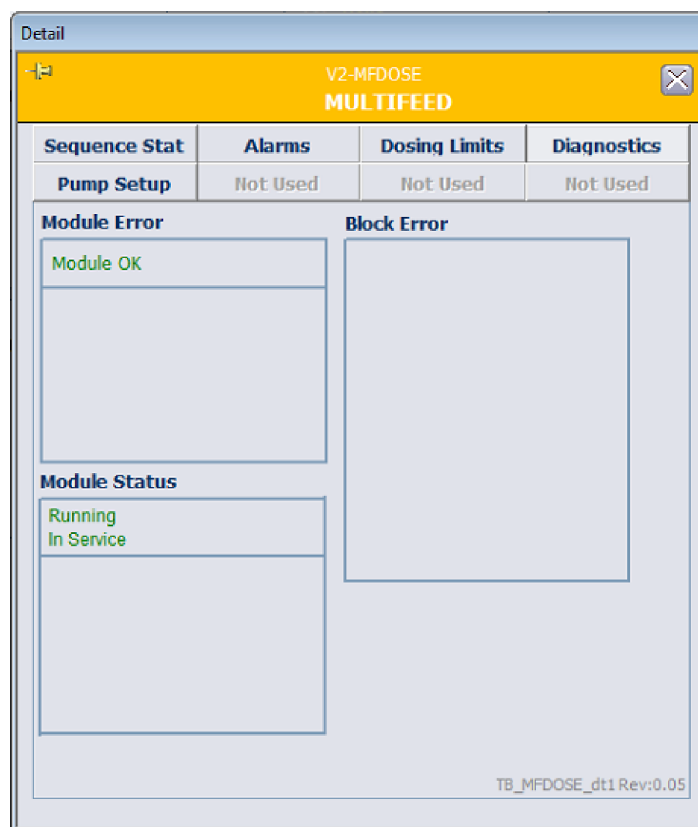 Detail
V2-MFDOSE
MULTIFEED
Sequence Stat Alarms Dosing Limits Diagnostics
Pump Setup Not Used Not Used Not Used
Module Error
Module OK
Block Error
Module Status
Running
In Service
TB_MFDOSE_dt1 Rev:0.05